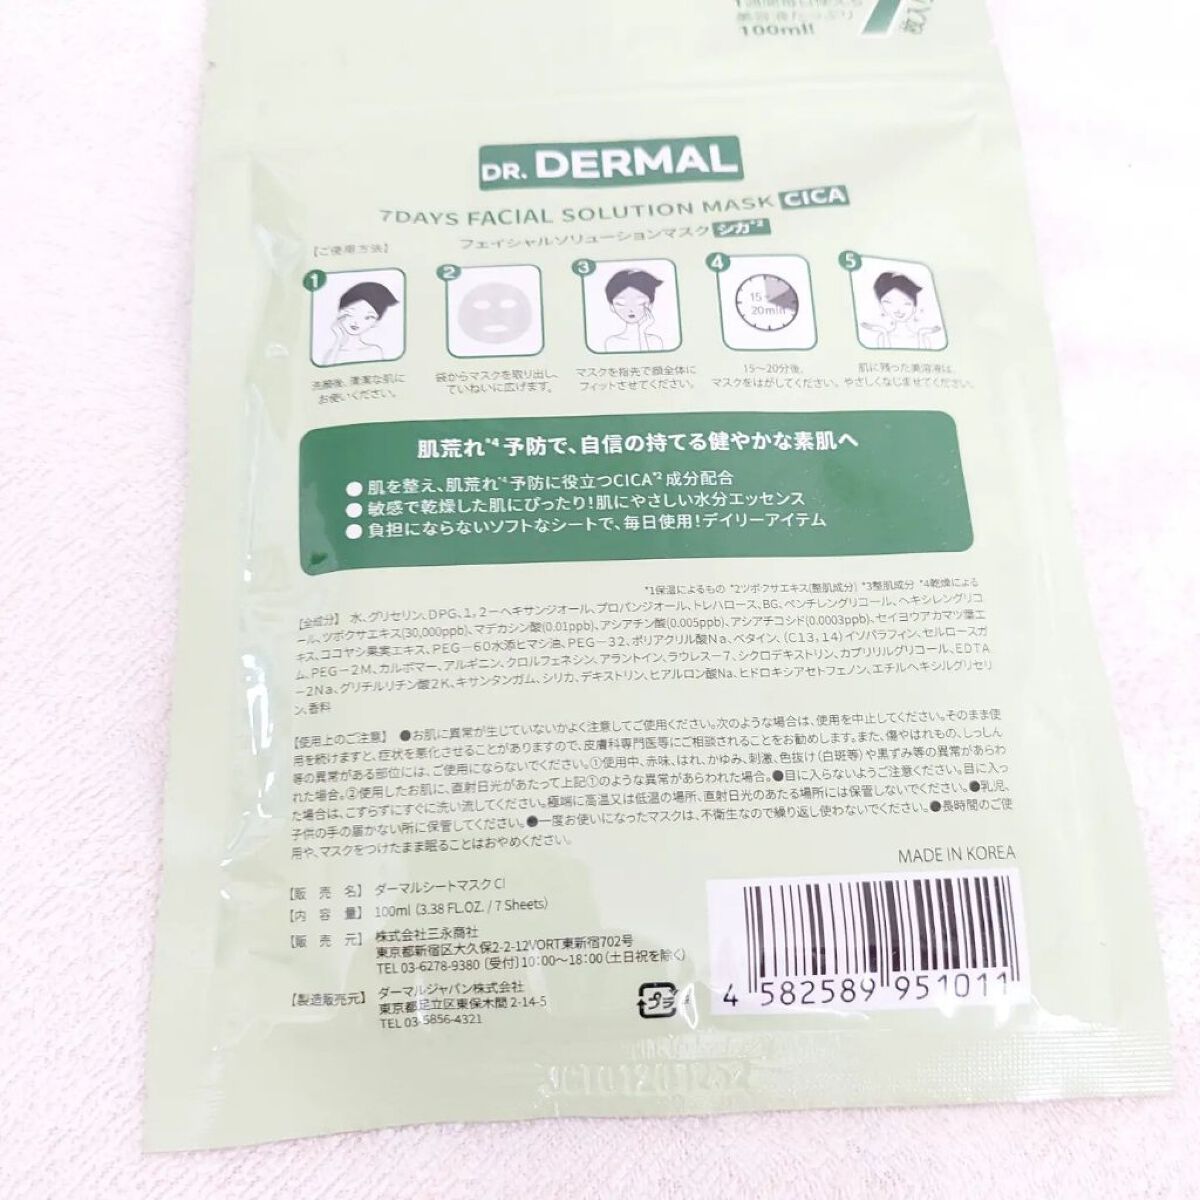 1週間毎日使える
美容液たっぷり
100ml!!
7
枚入り
DR. DERMAL
7DAYS FACIAL SOLUTION MASK CICA
フェイシャルソリューションマスク シカ*2
【ご使用方法】
1
2
3
4
5
15~
20min
洗顔後、清潔な肌に
お使いください。
袋からマスクを取り出し、
ていねいに広げます。
マスクを指先で顔全体に
フィットさせてください。
15〜20分後、
マスクをはがしてください。
肌に残った美容液は、
やさしくなじませてください。
肌荒れ*4予防で、自信の持てる健やかな素肌へ
●肌を整え、肌荒れ*4予防に役立つCICA*2成分配合
●敏感で乾燥した肌にぴったり!肌にやさしい水分エッセンス
●負担にならないソフトなシートで、毎日使用!デイリーアイテム
*1保湿によるもの *2ツボクサエキス(整肌成分) *3整肌成分 *4乾燥による
【全成分】水、グリセリン、DPG、1,2-ヘキサンジオール、プロパンジオール、トレハロース、BG、ペンチレングリコール、ヘキシレングリコ
ール、ツボクサエキス(30,000ppb)、マデカシン酸(0.01ppb)、アシアチン酸(0.005ppb)、アシアチコシド(0.0003ppb)、セイヨウアカマツ葉エ
キス、ココヤシ果実エキス、PEG-60水添ヒマシ油、PEG-32、ポリアクリル酸Na、ベタイン、(C13,14)イソパラフィン、セルロースガ
ム、PEG-2M、カルボマー、アルギニン、クロルフェネシン、アラントイン、ラウレス-7、シクロデキストリン、カプリリルグリコール、EDTA
-2Na、グリチルリチン酸2K、キサンタンガム、シリカ、デキストリン、ヒアルロン酸Na、ヒドロキシアセトフェノン、エチルヘキシルグリセリ
ン、香料
【使用上のご注意】●お肌に異常が生じていないかよく注意してご使用ください。次のような場合は、使用を中止してください。そのまま使
用を続けますと、症状を悪化させることがありますので、皮膚科専門医等にご相談されることをお勧めします。また、傷やはれもの、しっしん
等の異常がある部位には、ご使用にならないでください。①使用中、赤味、はれ、かゆみ、刺激、色抜け(白斑等)や黒ずみ等の異常があらわ
れた場合。②使用したお肌に、直射日光があたって上記①のような異常があらわれた場合。●目に入らないようご注意ください。目に入っ
た場合は、こすらずにすぐに洗い流してください。極端に高温又は低温の場所、直射日光のあたる場所には保管しないでください。●乳児、
子供の手の届かない所に保管してください。●一度お使いになったマスクは、不衛生なので繰り返し使わないでください。●長時間のご使
用や、マスクをつけたまま眠ることはおやめください。
MADE IN KOREA
【販売名】ダーマルシートマスク CI
【内容量】100ml (3.38 FL.OZ. / 7 Sheets)
【販売元】株式会社三永商社
東京都新宿区大久保2-2-12VORT東新宿702号
TEL 03-6278-9380 〔受付〕10:00〜18:00(土日祝を除く)
【製造販売元】ダーマルジャパン株式会社
東京都足立区東保木間 2-14-5
TEL 03-5856-4321
プラ
4 582589 951011